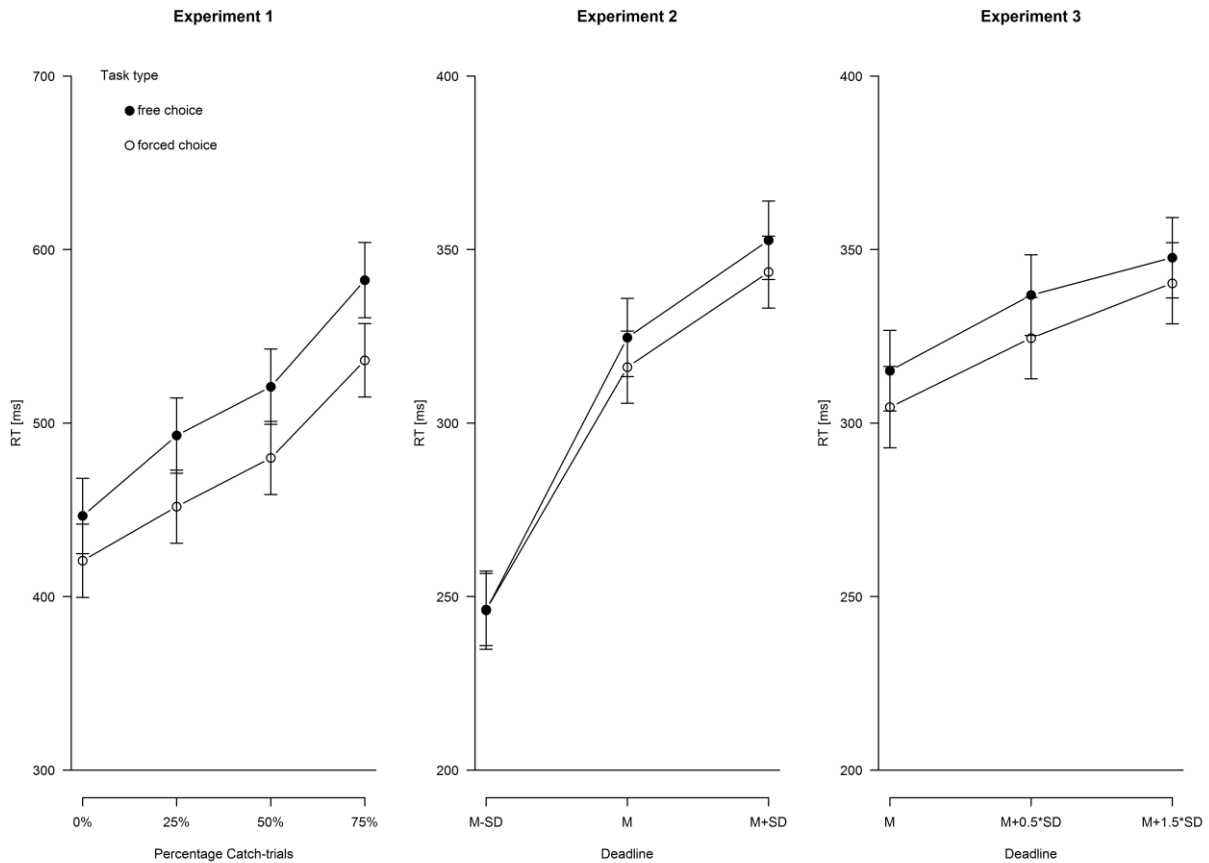 Experiment 1
Task type
free choice
forced choice
RT [ms]
700
600
500
400
300
0% 25% 50% 75%
Percentage Catch-trials
Experiment 2
RT [ms]
400
350
300
250
200
M-SD M M+SD
Deadline
Experiment 3
RT [ms]
400
350
300
250
200
M M+0.5*SD M+1.5*SD
Deadline